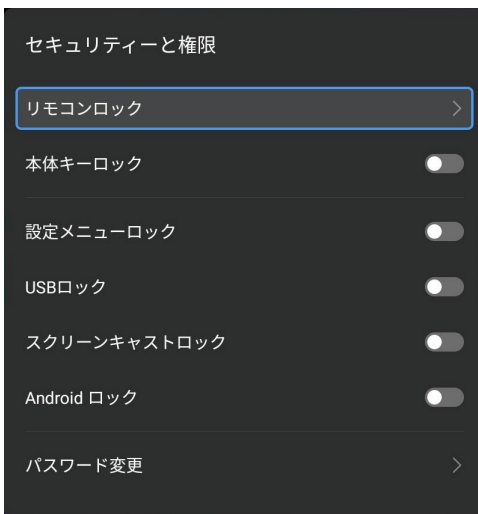 セキュリティーと権限
リモコンロック
本体キーロック
設定メニューロック
USBロック
スクリーンキャストロック
Android ロック
パスワード変更